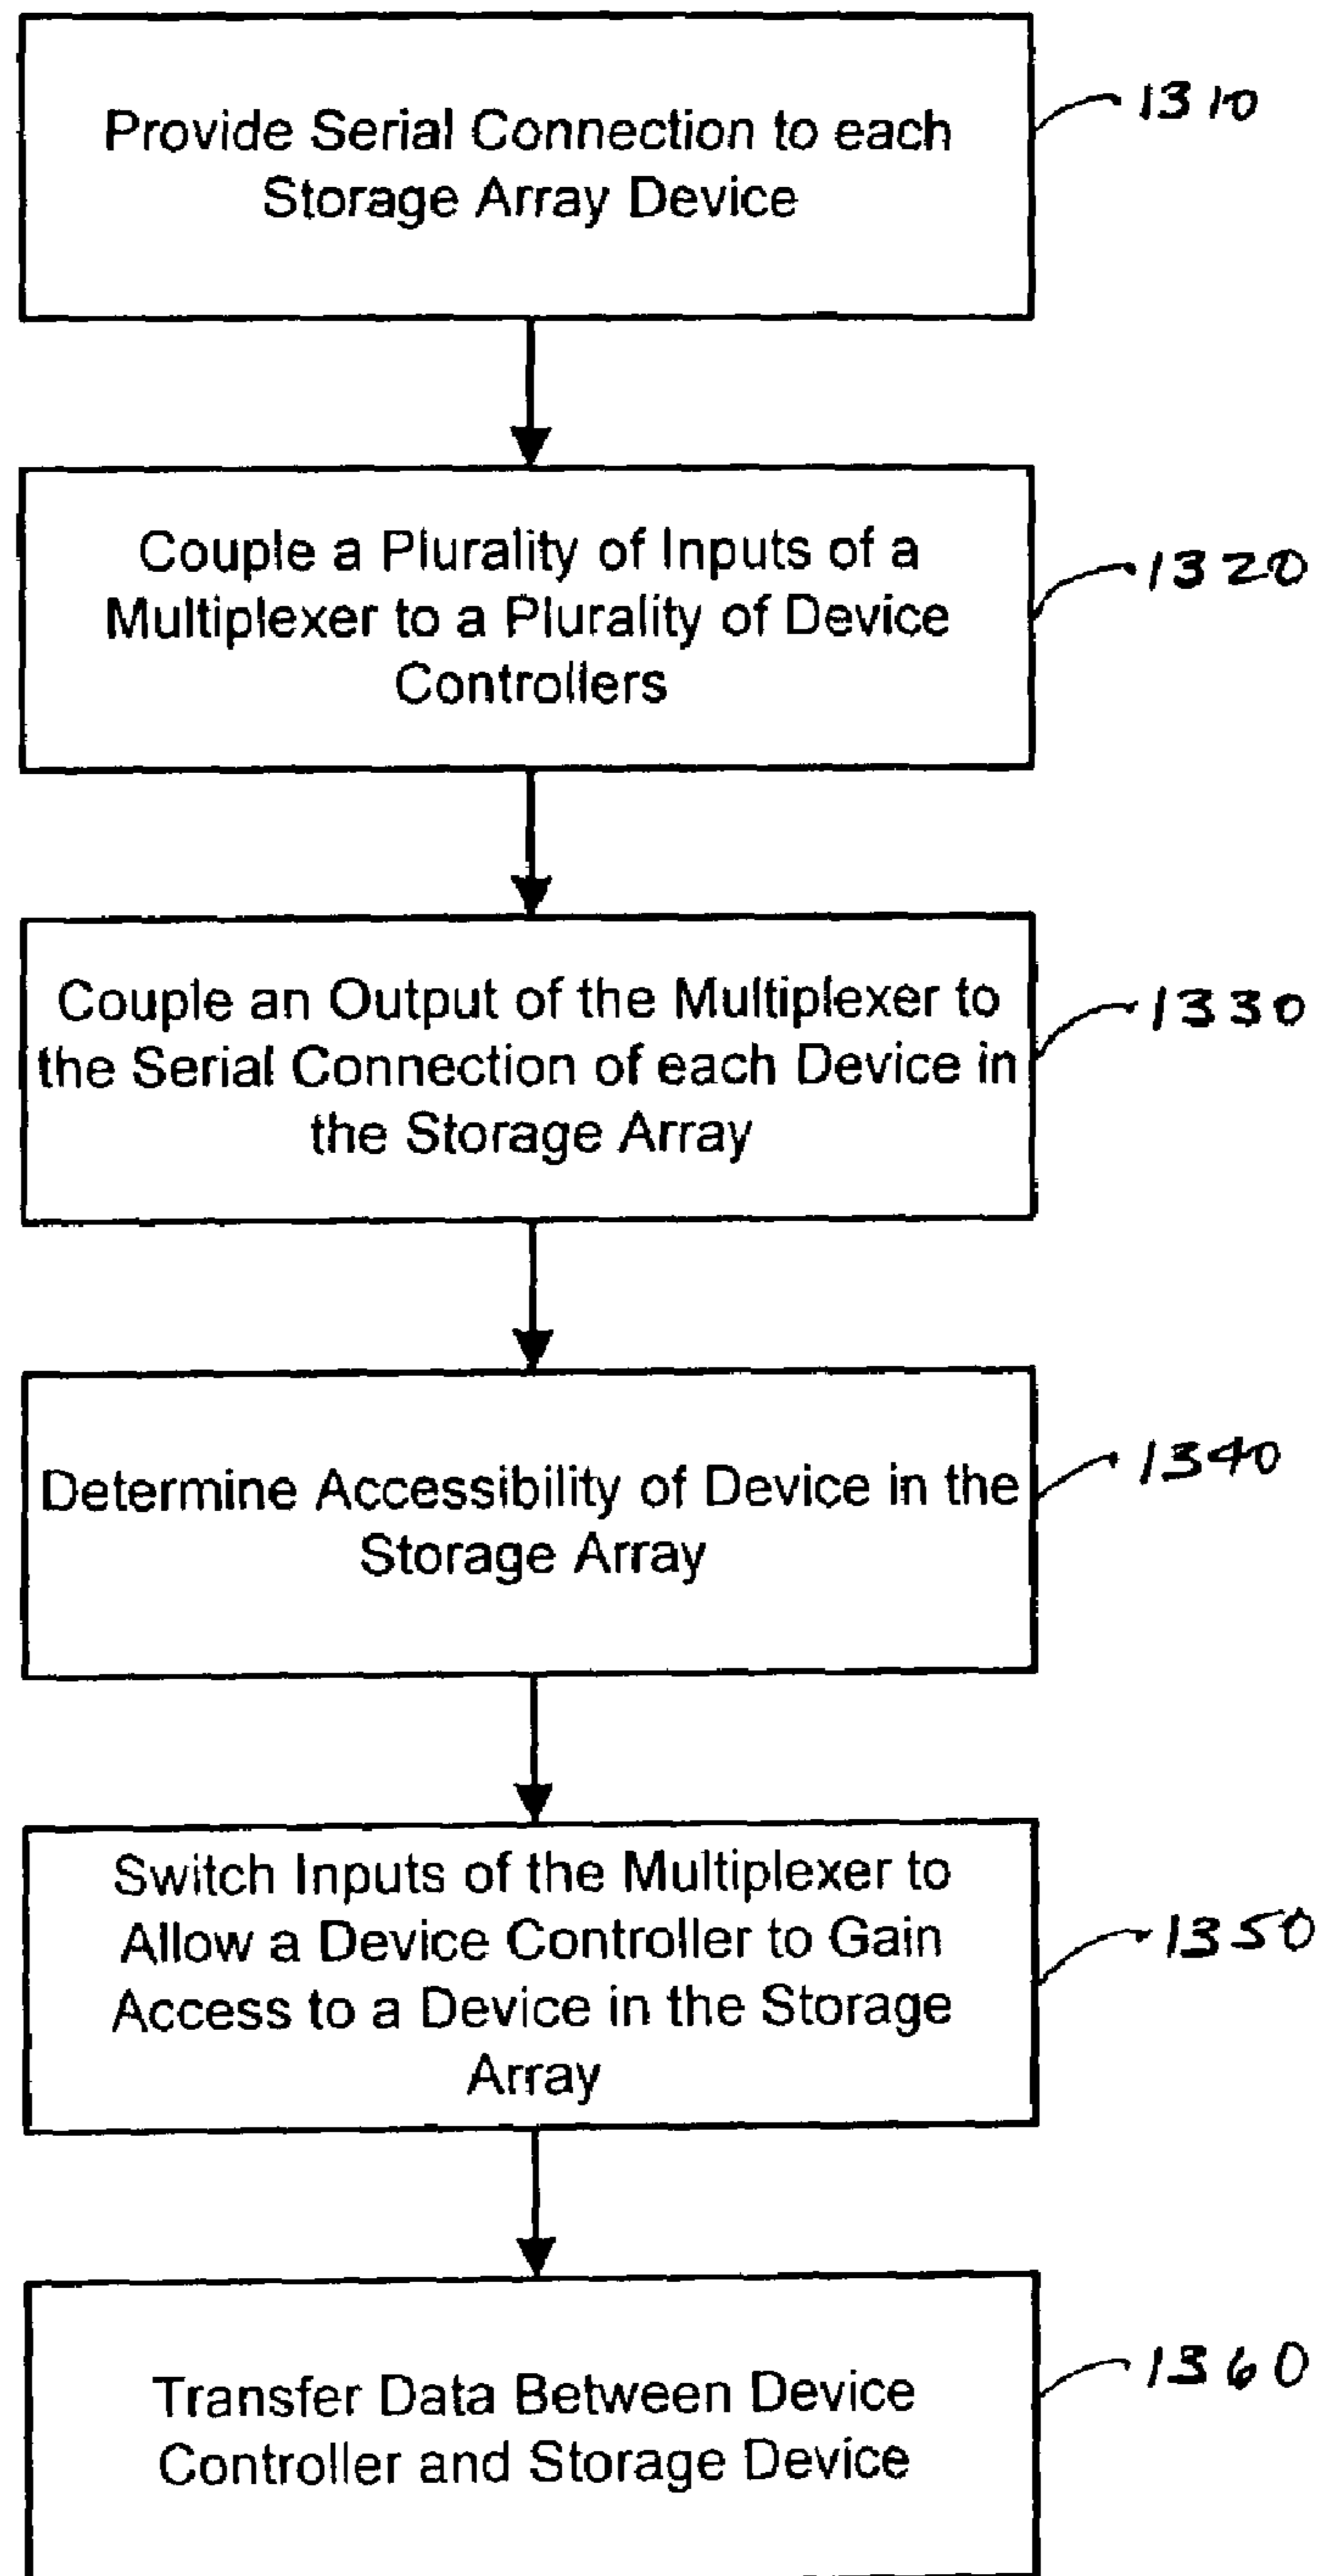 Provide Serial Connection to each
Storage Array Device
1310
Couple a Plurality of Inputs of a
Multiplexer to a Plurality of Device
Controllers
1320
Couple an Output of the Multiplexer to
the Serial Connection of each Device in
the Storage Array
1330
Determine Accessibility of Device in the
Storage Array
1340
Switch Inputs of the Multiplexer to
Allow a Device Controller to Gain
Access to a Device in the Storage
Array
1350
Transfer Data Between Device
Controller and Storage Device
1360